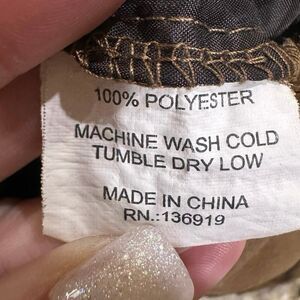 100% POLYESTER
MACHINE WASH COLD
TUMBLE DRY LOW
MADE IN CHINA
RN.:136919